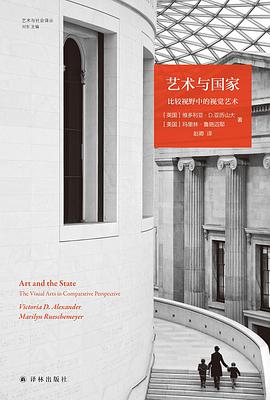 艺术与社会译丛
刘东 主编
艺术与国家
比较视野中的视觉艺术
[英国] 维多利亚·D.亚历山大
[美国] 玛里林·鲁施迈耶
著
赵卿 译
Art and the State
The Visual Arts in Comparative Perspective
Victoria D. Alexander
Marilyn Rueschemeyer
译林出版社